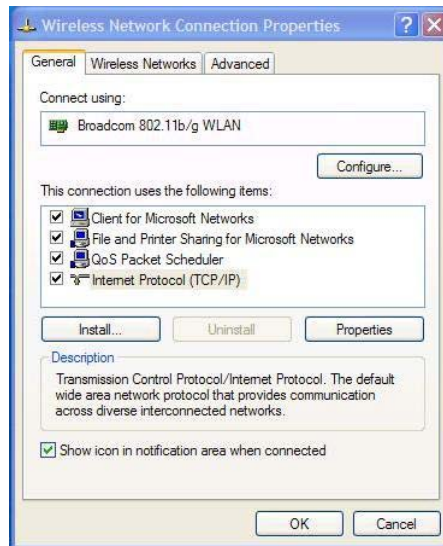 Wireless Network Connection Properties
General Wireless Networks Advanced
Connect using:
Broadcom 802.11b/g WLAN
Configure...
This connection uses the following items:
Client for Microsoft Networks
File and Printer Sharing for Microsoft Networks
QoS Packet Scheduler
Internet Protocol (TCP/IP)
Install... Uninstall Properties
Description
Transmission Control Protocol/Internet Protocol. The default
wide area network protocol that provides communication
across diverse interconnected networks.
Show icon in notification area when connected
OK Cancel